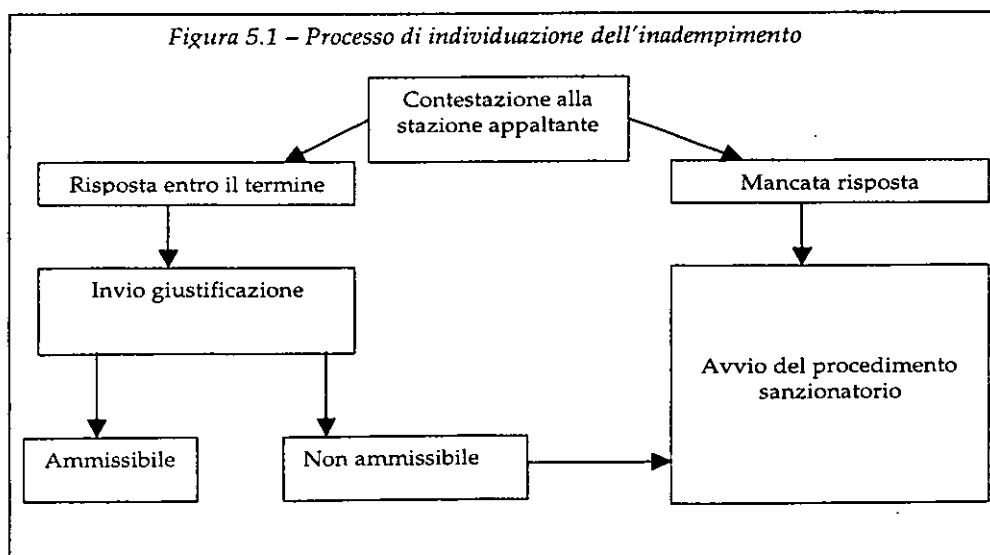 Figura 5.1 – Processo di individuazione dell'inadempimento
Contestazione alla
stazione appaltante
Risposta entro il termine
Mancata risposta
Invio giustificazione
Avvio del procedimento
sanzionatorio
Ammissibile
Non ammissibile